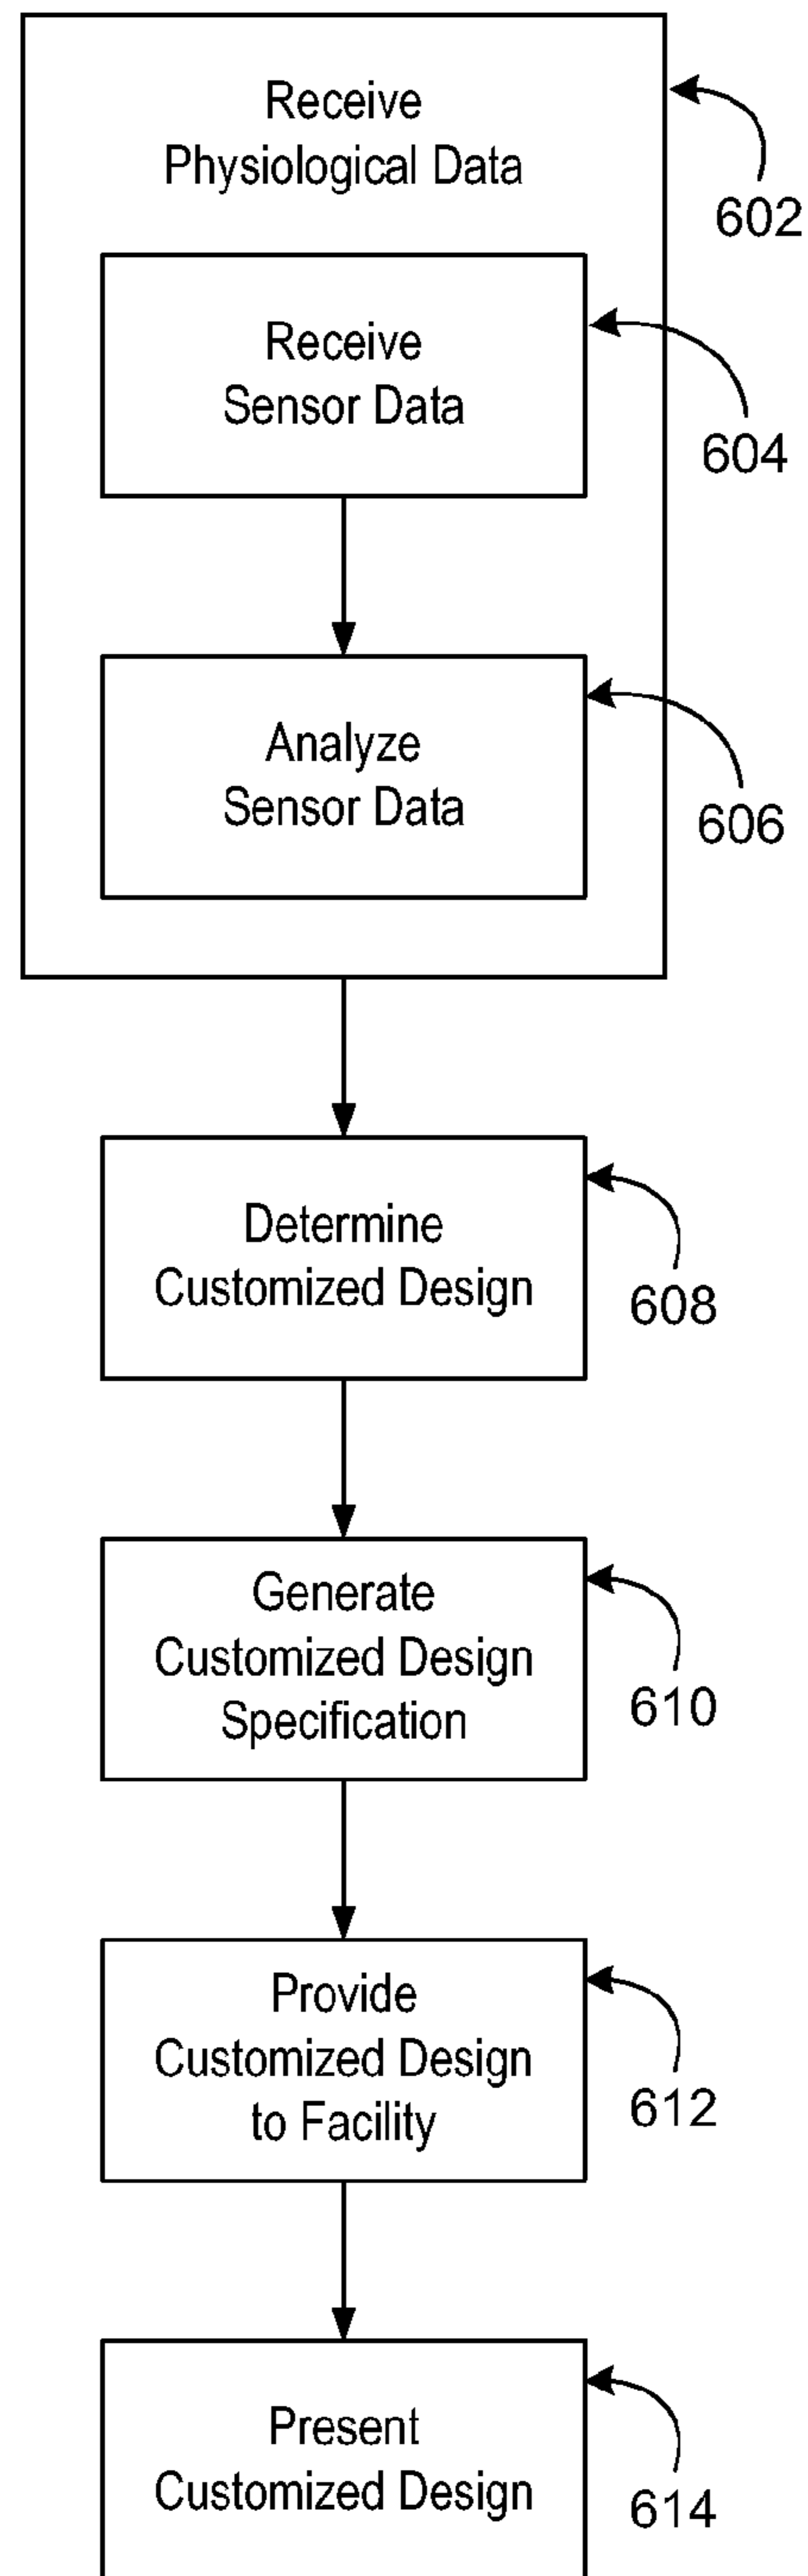 Receive
Physiological Data
602
Receive
Sensor Data
604
Analyze
Sensor Data
606
Determine
Customized Design
608
Generate
Customized Design
Specification
610
Provide
Customized Design
to Facility
612
Present
Customized Design
614